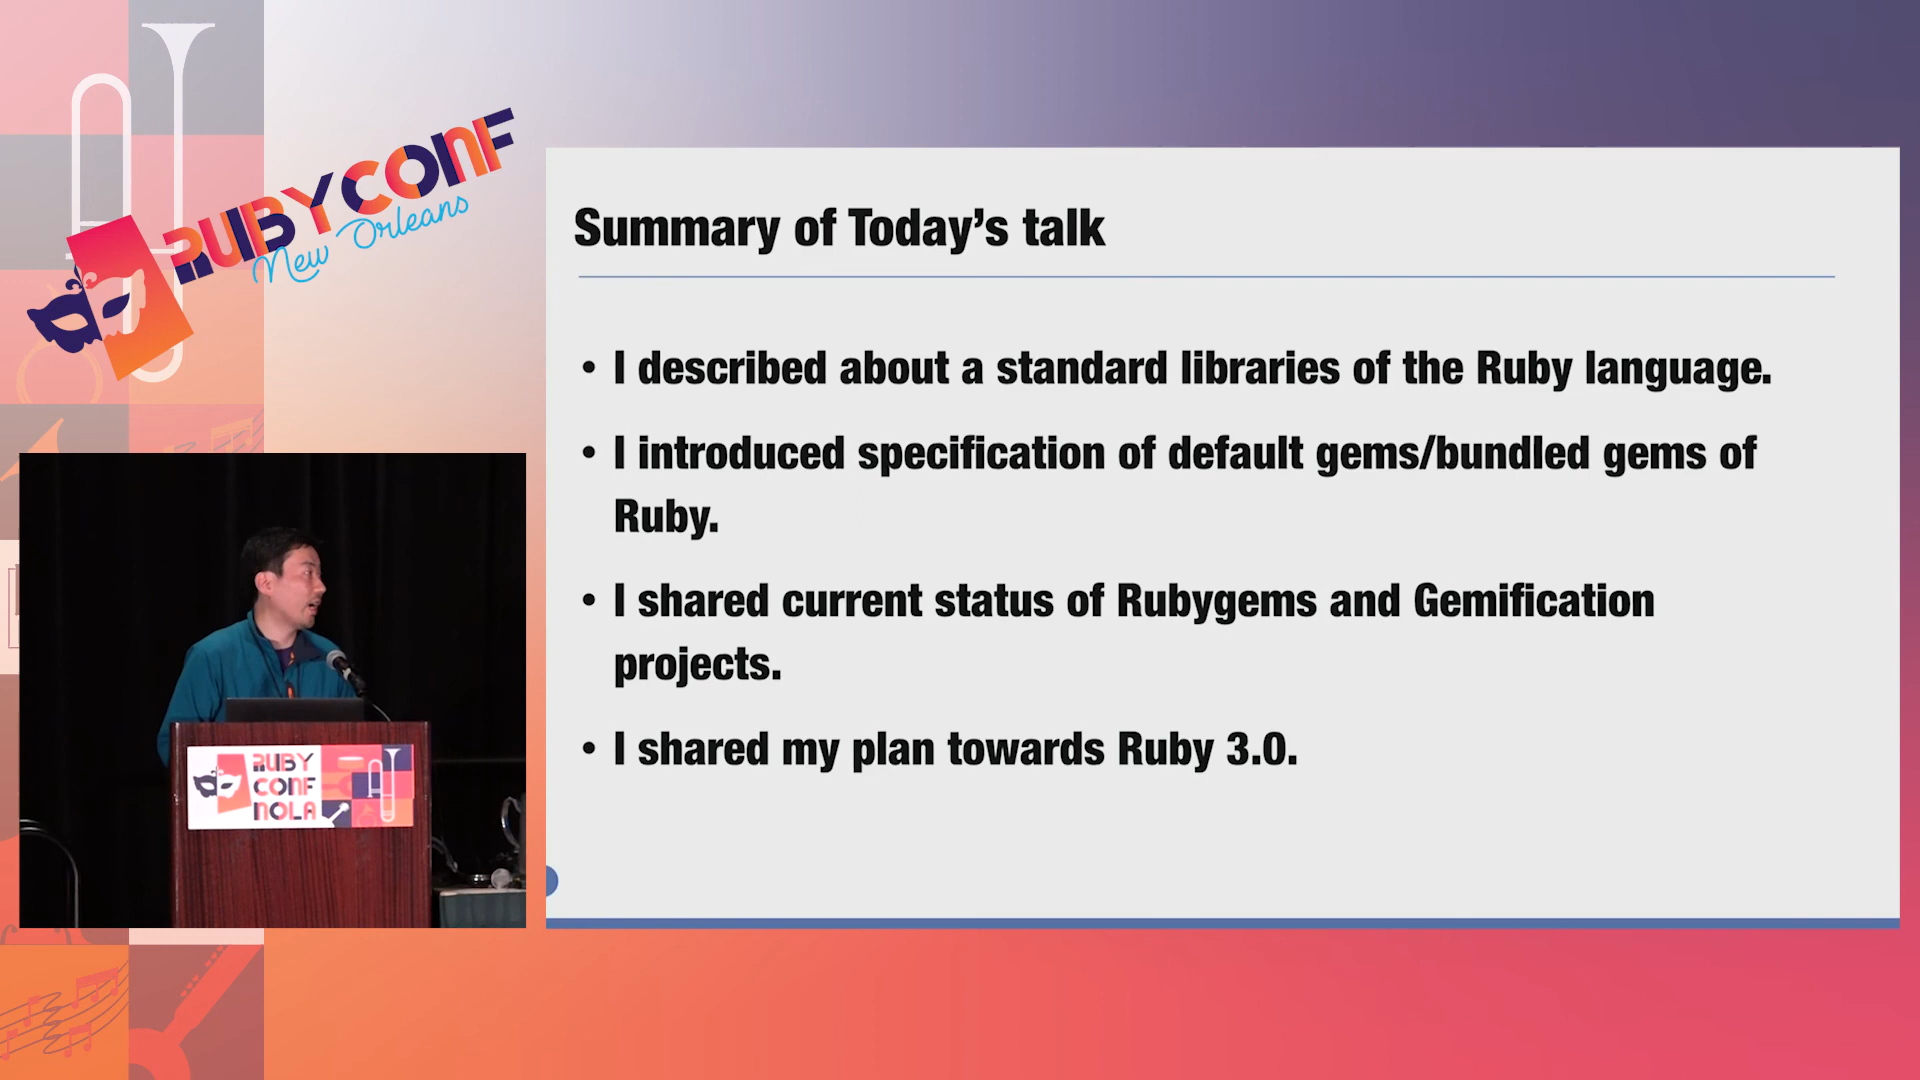 RUBYCONF
New Orleans
Summary of Today's talk
• I described about a standard libraries of the Ruby language.
• I introduced specification of default gems/bundled gems of
Ruby.
• I shared current status of Rubygems and Gemification
projects.
• I shared my plan towards Ruby 3.0.
RUBY
CONF
NOLA